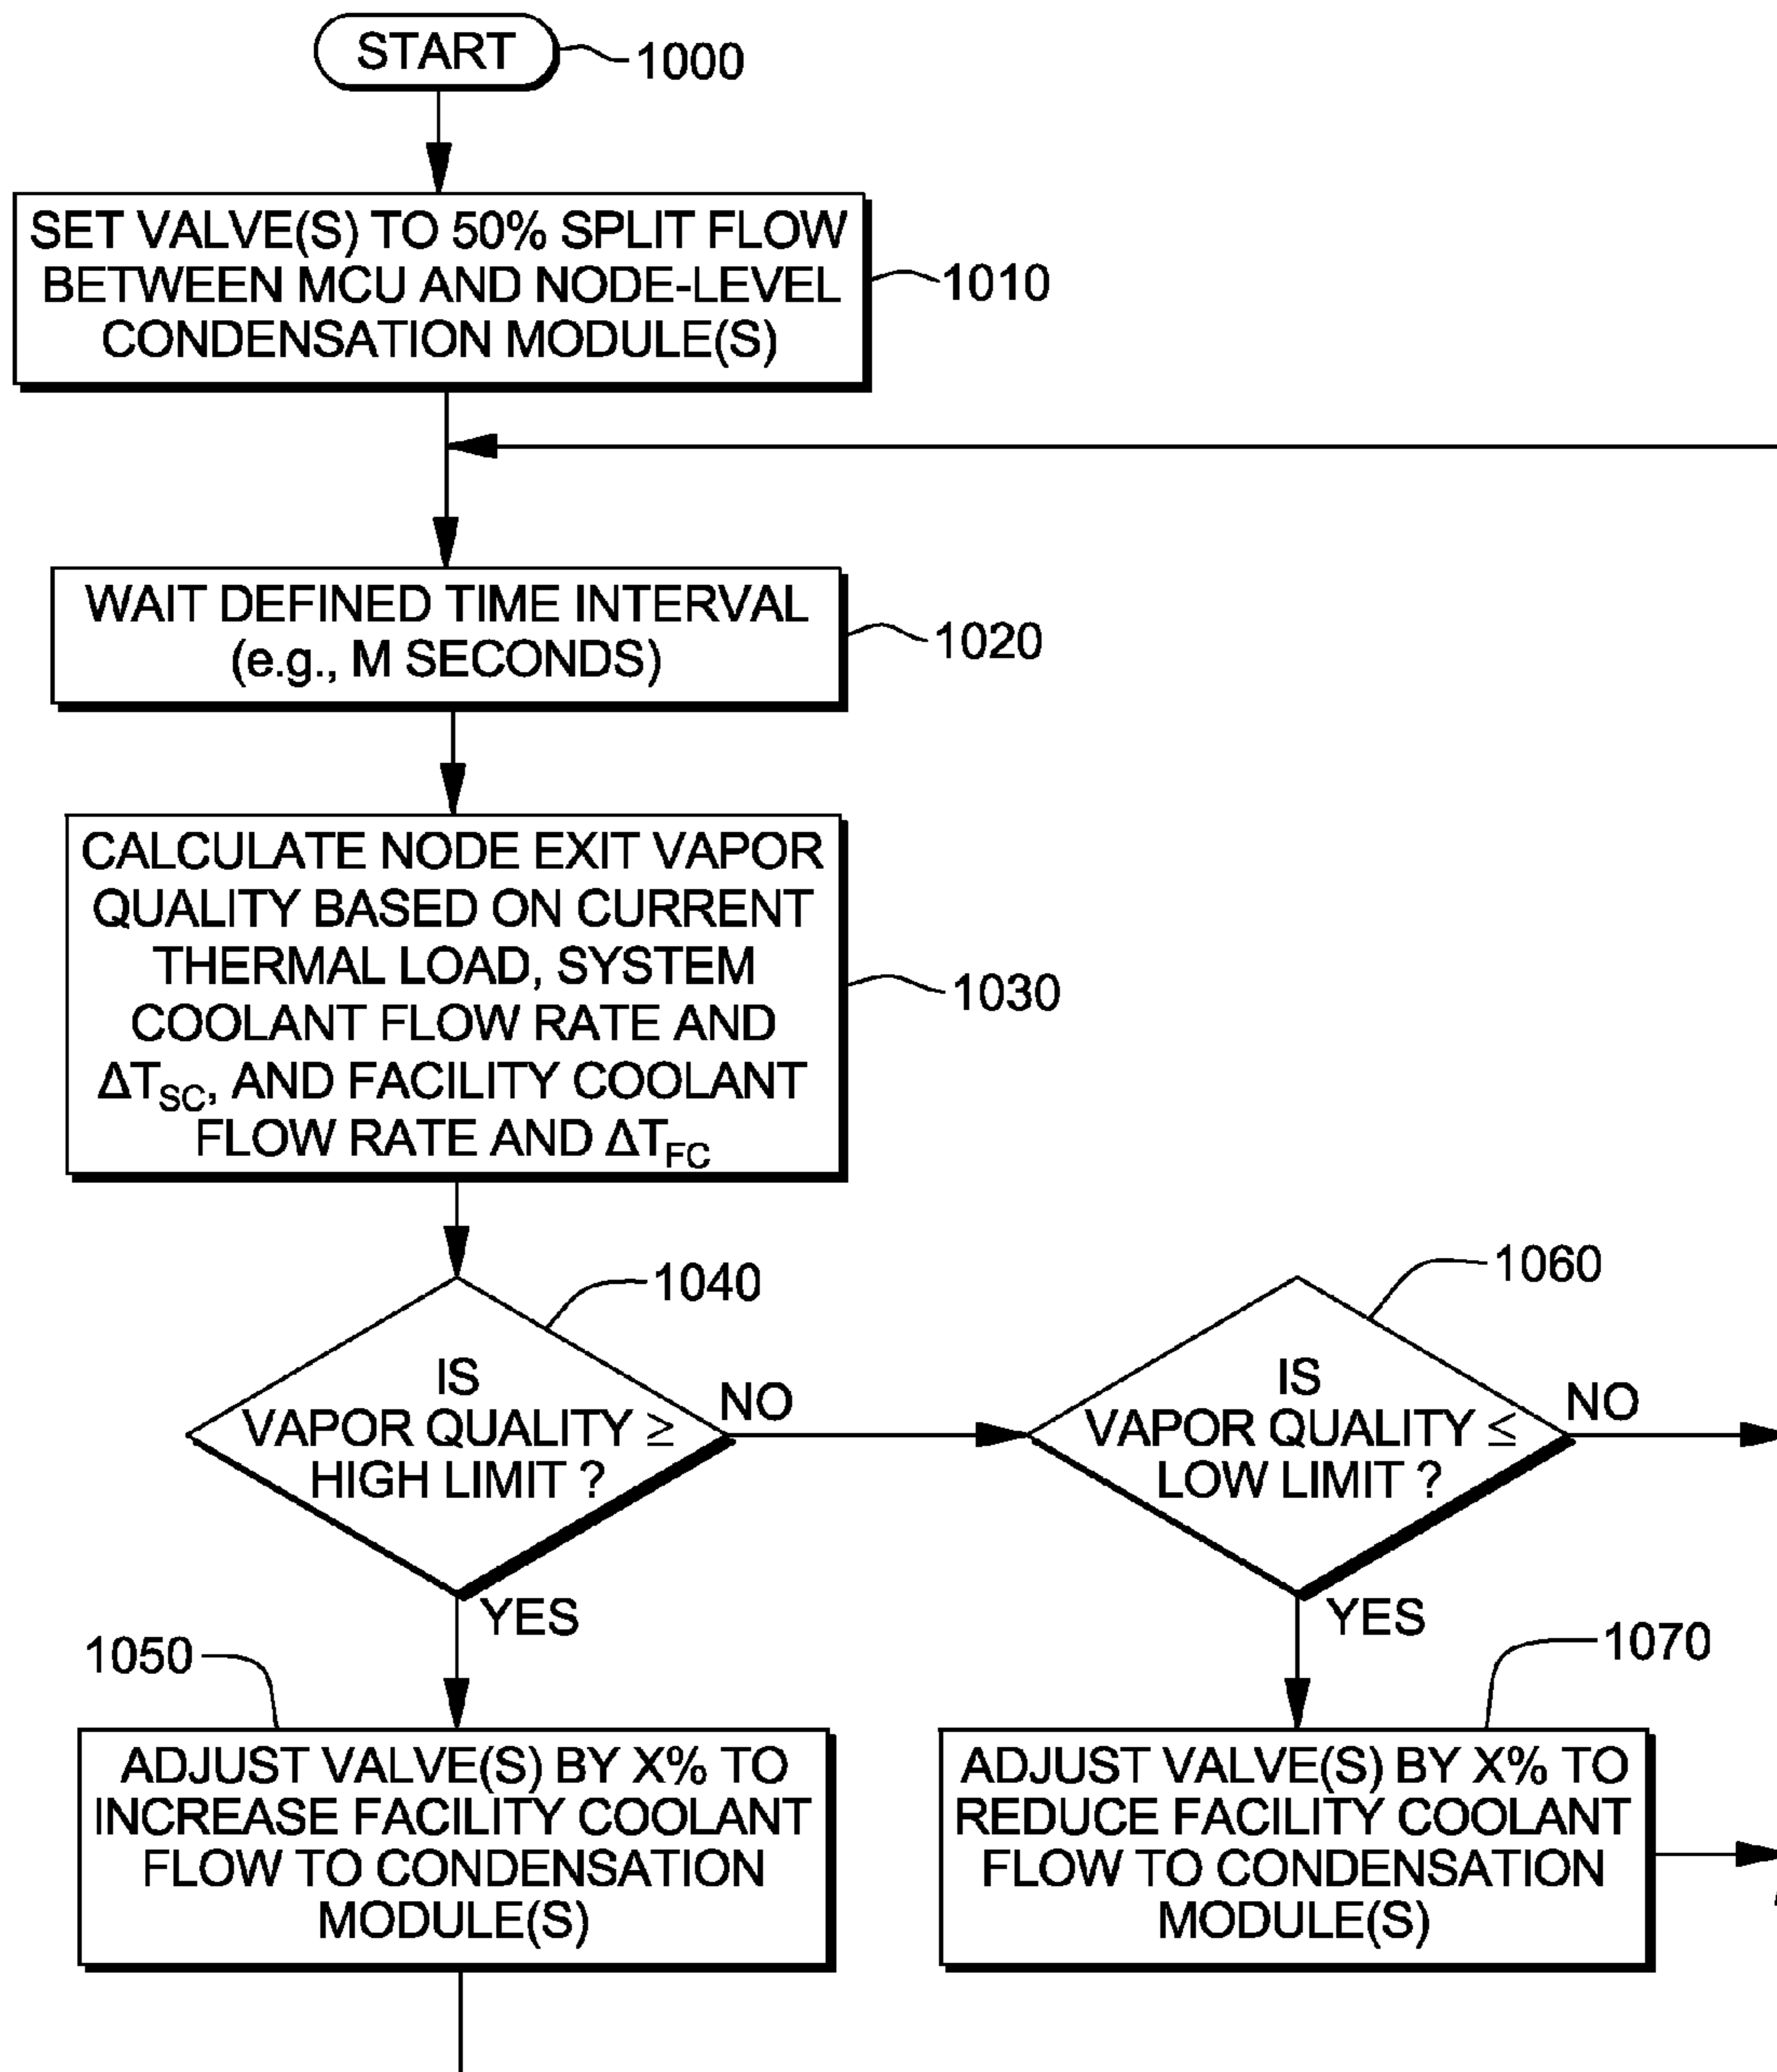 START
1000
SET VALVE(S) TO 50% SPLIT FLOW
BETWEEN MCU AND NODE-LEVEL
CONDENSATION MODULE(S)
1010
WAIT DEFINED TIME INTERVAL
(e.g., M SECONDS)
1020
CALCULATE NODE EXIT VAPOR
QUALITY BASED ON CURRENT
THERMAL LOAD, SYSTEM
COOLANT FLOW RATE AND
ΔTSC, AND FACILITY COOLANT
FLOW RATE AND ΔTFC
1030
1040
IS
VAPOR QUALITY ≥
HIGH LIMIT ?
NO
YES
1060
IS
VAPOR QUALITY ≤
LOW LIMIT ?
NO
YES
1050
ADJUST VALVE(S) BY X% TO
INCREASE FACILITY COOLANT
FLOW TO CONDENSATION
MODULE(S)
1070
ADJUST VALVE(S) BY X% TO
REDUCE FACILITY COOLANT
FLOW TO CONDENSATION
MODULE(S)